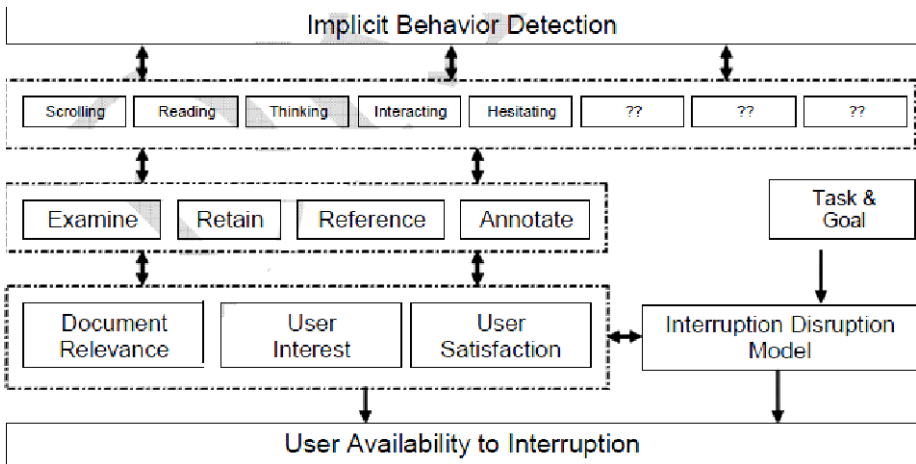 Implicit Behavior Detection
Scrolling
Reading
Thinking
Interacting
Hesitating
??
??
??
Examine
Retain
Reference
Annotate
Task &
Goal
Document
Relevance
User
Interest
User
Satisfaction
Interruption Disruption
Model
User Availability to Interruption